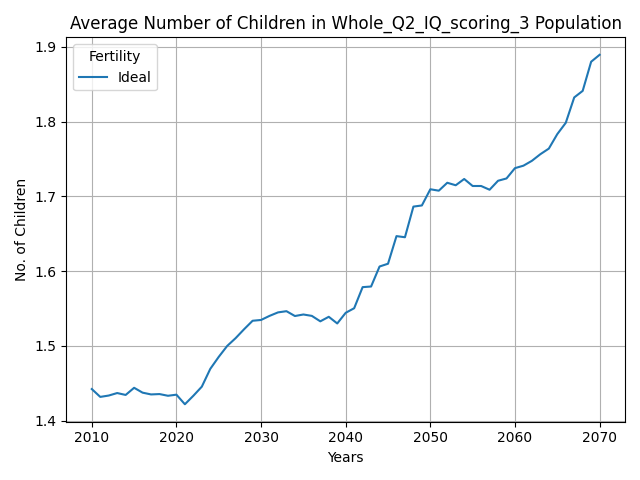 Average Number of Children in Whole_Q2_IQ_scoring_3 Population
Fertility
Ideal
No. of Children
1.9
1.8
1.7
1.6
1.5
1.4
2010 2020 2030 2040 2050 2060 2070
Years